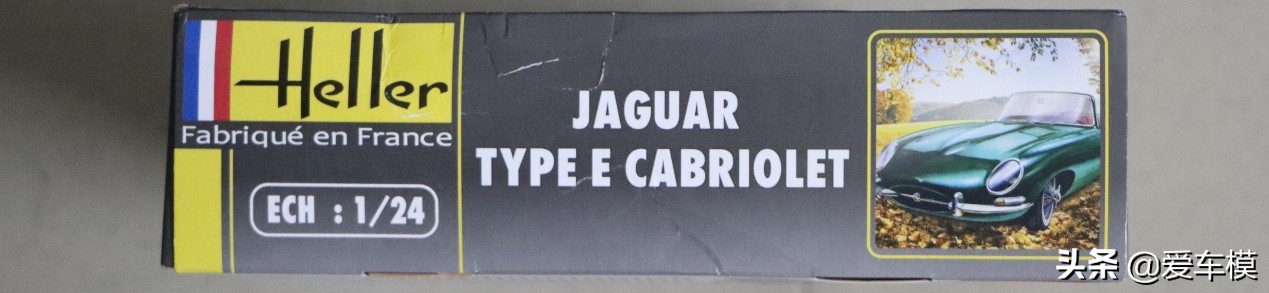 Heller
Fabriqué en France
ECH : 1/24
JAGUAR
TYPE E CABRIOLET
头条 @爱车模